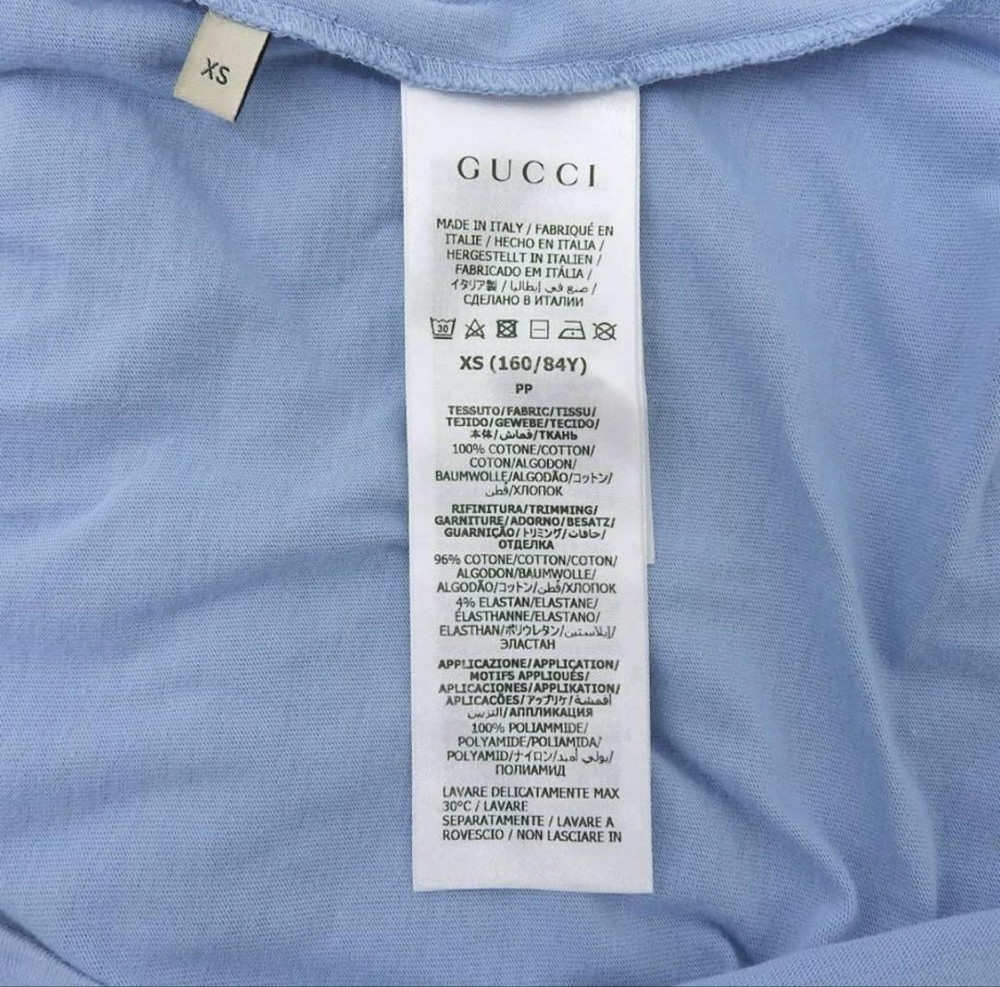 XS
GUCCI
MADE IN ITALY / FABRIQUÉ EN
ITALIE / HECHO EN ITALIA /
HERGESTELLT IN ITALIEN /
FABRICADO EM ITÁLIA /
イタリア製 / صنع في إيطاليا /
СДЕЛАНО В ИТАЛИИ
30
XS (160/84Y)
PP
TESSUTO/FABRIC/TISSU/
TEJIDO/GEWEBE/TECIDO/
本体/قماش/ТКАНЬ
100% COTONE/COTTON/
COTON/ALGODON/
BAUMWOLLE/ALGODÃO/コットン/
قطن/ХЛОПОК
RIFINITURA/TRIMMING/
GARNITURE/ADORNO/BESATZ/
GUARNIÇÃO/トリミング/حافات/
ОТДЕЛКА
96% COTONE/COTTON/COTON/
ALGODON/BAUMWOLLE/
ALGODÃO/コットン/قطن/ХЛОПОК
4% ELASTAN/ELASTANE/
ÉLASTHANNE/ELASTANO/
ELASTHAN/ポリウレタン/إيلاستين/
ЭЛАСТАН
APPLICAZIONE/APPLICATION/
MOTIFS APPLIQUÉS/
APLICACIONES/APPLIKATION/
APLICACÕES/アップリケ/أقمشة
التزيين/АППЛИКАЦИЯ
100% POLIAMMIDE/
POLYAMIDE/POLIAMIDA/
POLYAMID/ナイロン/بولي أميد/
ПОЛИАМИД
LAVARE DELICATAMENTE MAX
30°C / LAVARE
SEPARATAMENTE / LAVARE A
ROVESCIO / NON LASCIARE IN